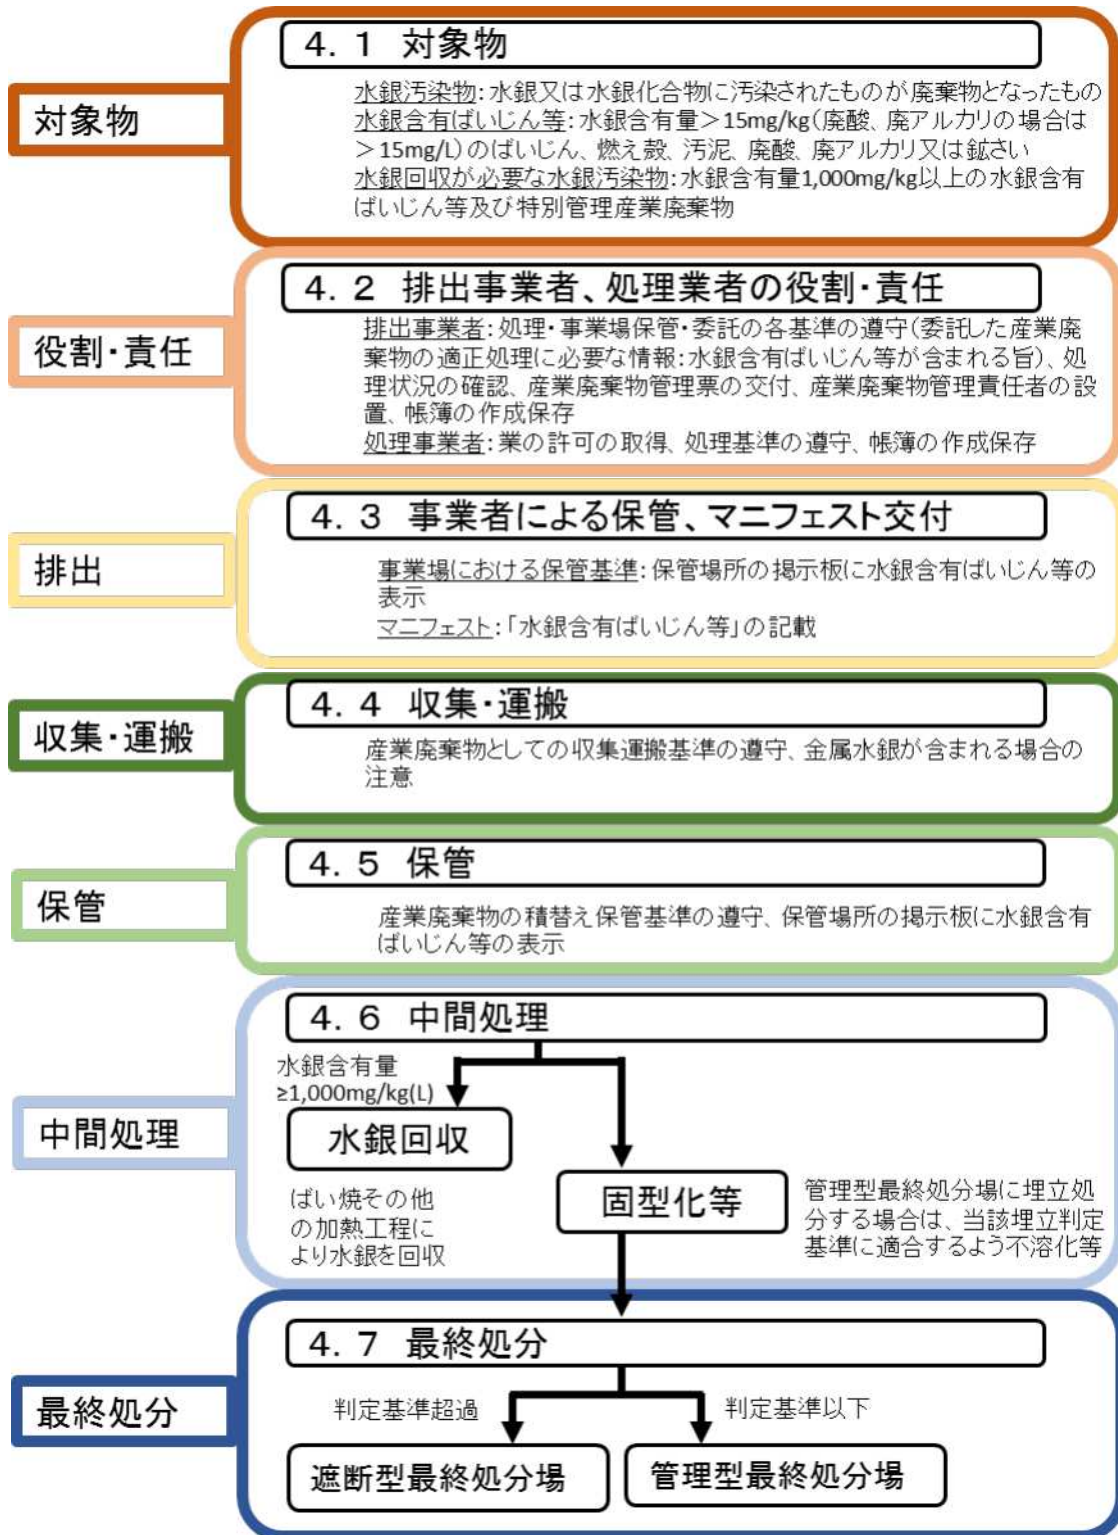 対象物
4. 1 対象物
水銀汚染物:水銀又は水銀化合物に汚染されたものが廃棄物となったもの
水銀含有ばいじん等:水銀含有量>15mg/kg(廃酸、廃アルカリの場合は
>15mg/L)のばいじん、燃え殻、汚泥、廃酸、廃アルカリ又は鉱さい
水銀回収が必要な水銀汚染物:水銀含有量1,000mg/kg以上の水銀含有
ばいじん等及び特別管理産業廃棄物
役割・責任
4. 2 排出事業者、処理業者の役割・責任
排出事業者:処理・事業場保管・委託の各基準の遵守(委託した産業廃
棄物の適正処理に必要な情報:水銀含有ばいじん等が含まれる旨)、処
理状況の確認、産業廃棄物管理票の交付、産業廃棄物管理責任者の設
置、帳簿の作成保存
処理事業者:業の許可の取得、処理基準の遵守、帳簿の作成保存
排出
4. 3 事業者による保管、マニフェスト交付
事業場における保管基準:保管場所の掲示板に水銀含有ばいじん等の
表示
マニフェスト:「水銀含有ばいじん等」の記載
収集・運搬
4. 4 収集・運搬
産業廃棄物としての収集運搬基準の遵守、金属水銀が含まれる場合の
注意
保管
4. 5 保管
産業廃棄物の積替え保管基準の遵守、保管場所の掲示板に水銀含有
ばいじん等の表示
中間処理
4. 6 中間処理
水銀含有量
≥1,000mg/kg(L)
水銀回収
ばい焼その他
の加熱工程に
より水銀を回収
固型化等
管理型最終処分場に埋立処
分する場合は、当該埋立判定
基準に適合するよう不溶化等
最終処分
4. 7 最終処分
判定基準超過
判定基準以下
遮断型最終処分場
管理型最終処分場